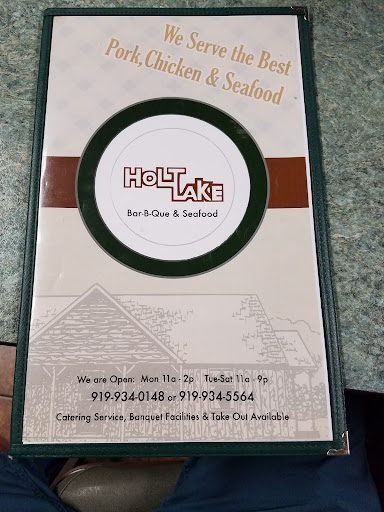 We Serve the Best
Pork, Chicken & Seafood
HOLT
LAKE
Bar-B-Que & Seafood
We are Open: Mon 11a - 2p Tue-Sat 11a - 9p
919-934-0148 or 919-934-5564
Catering Service, Banquet Facilities & Take Out Available